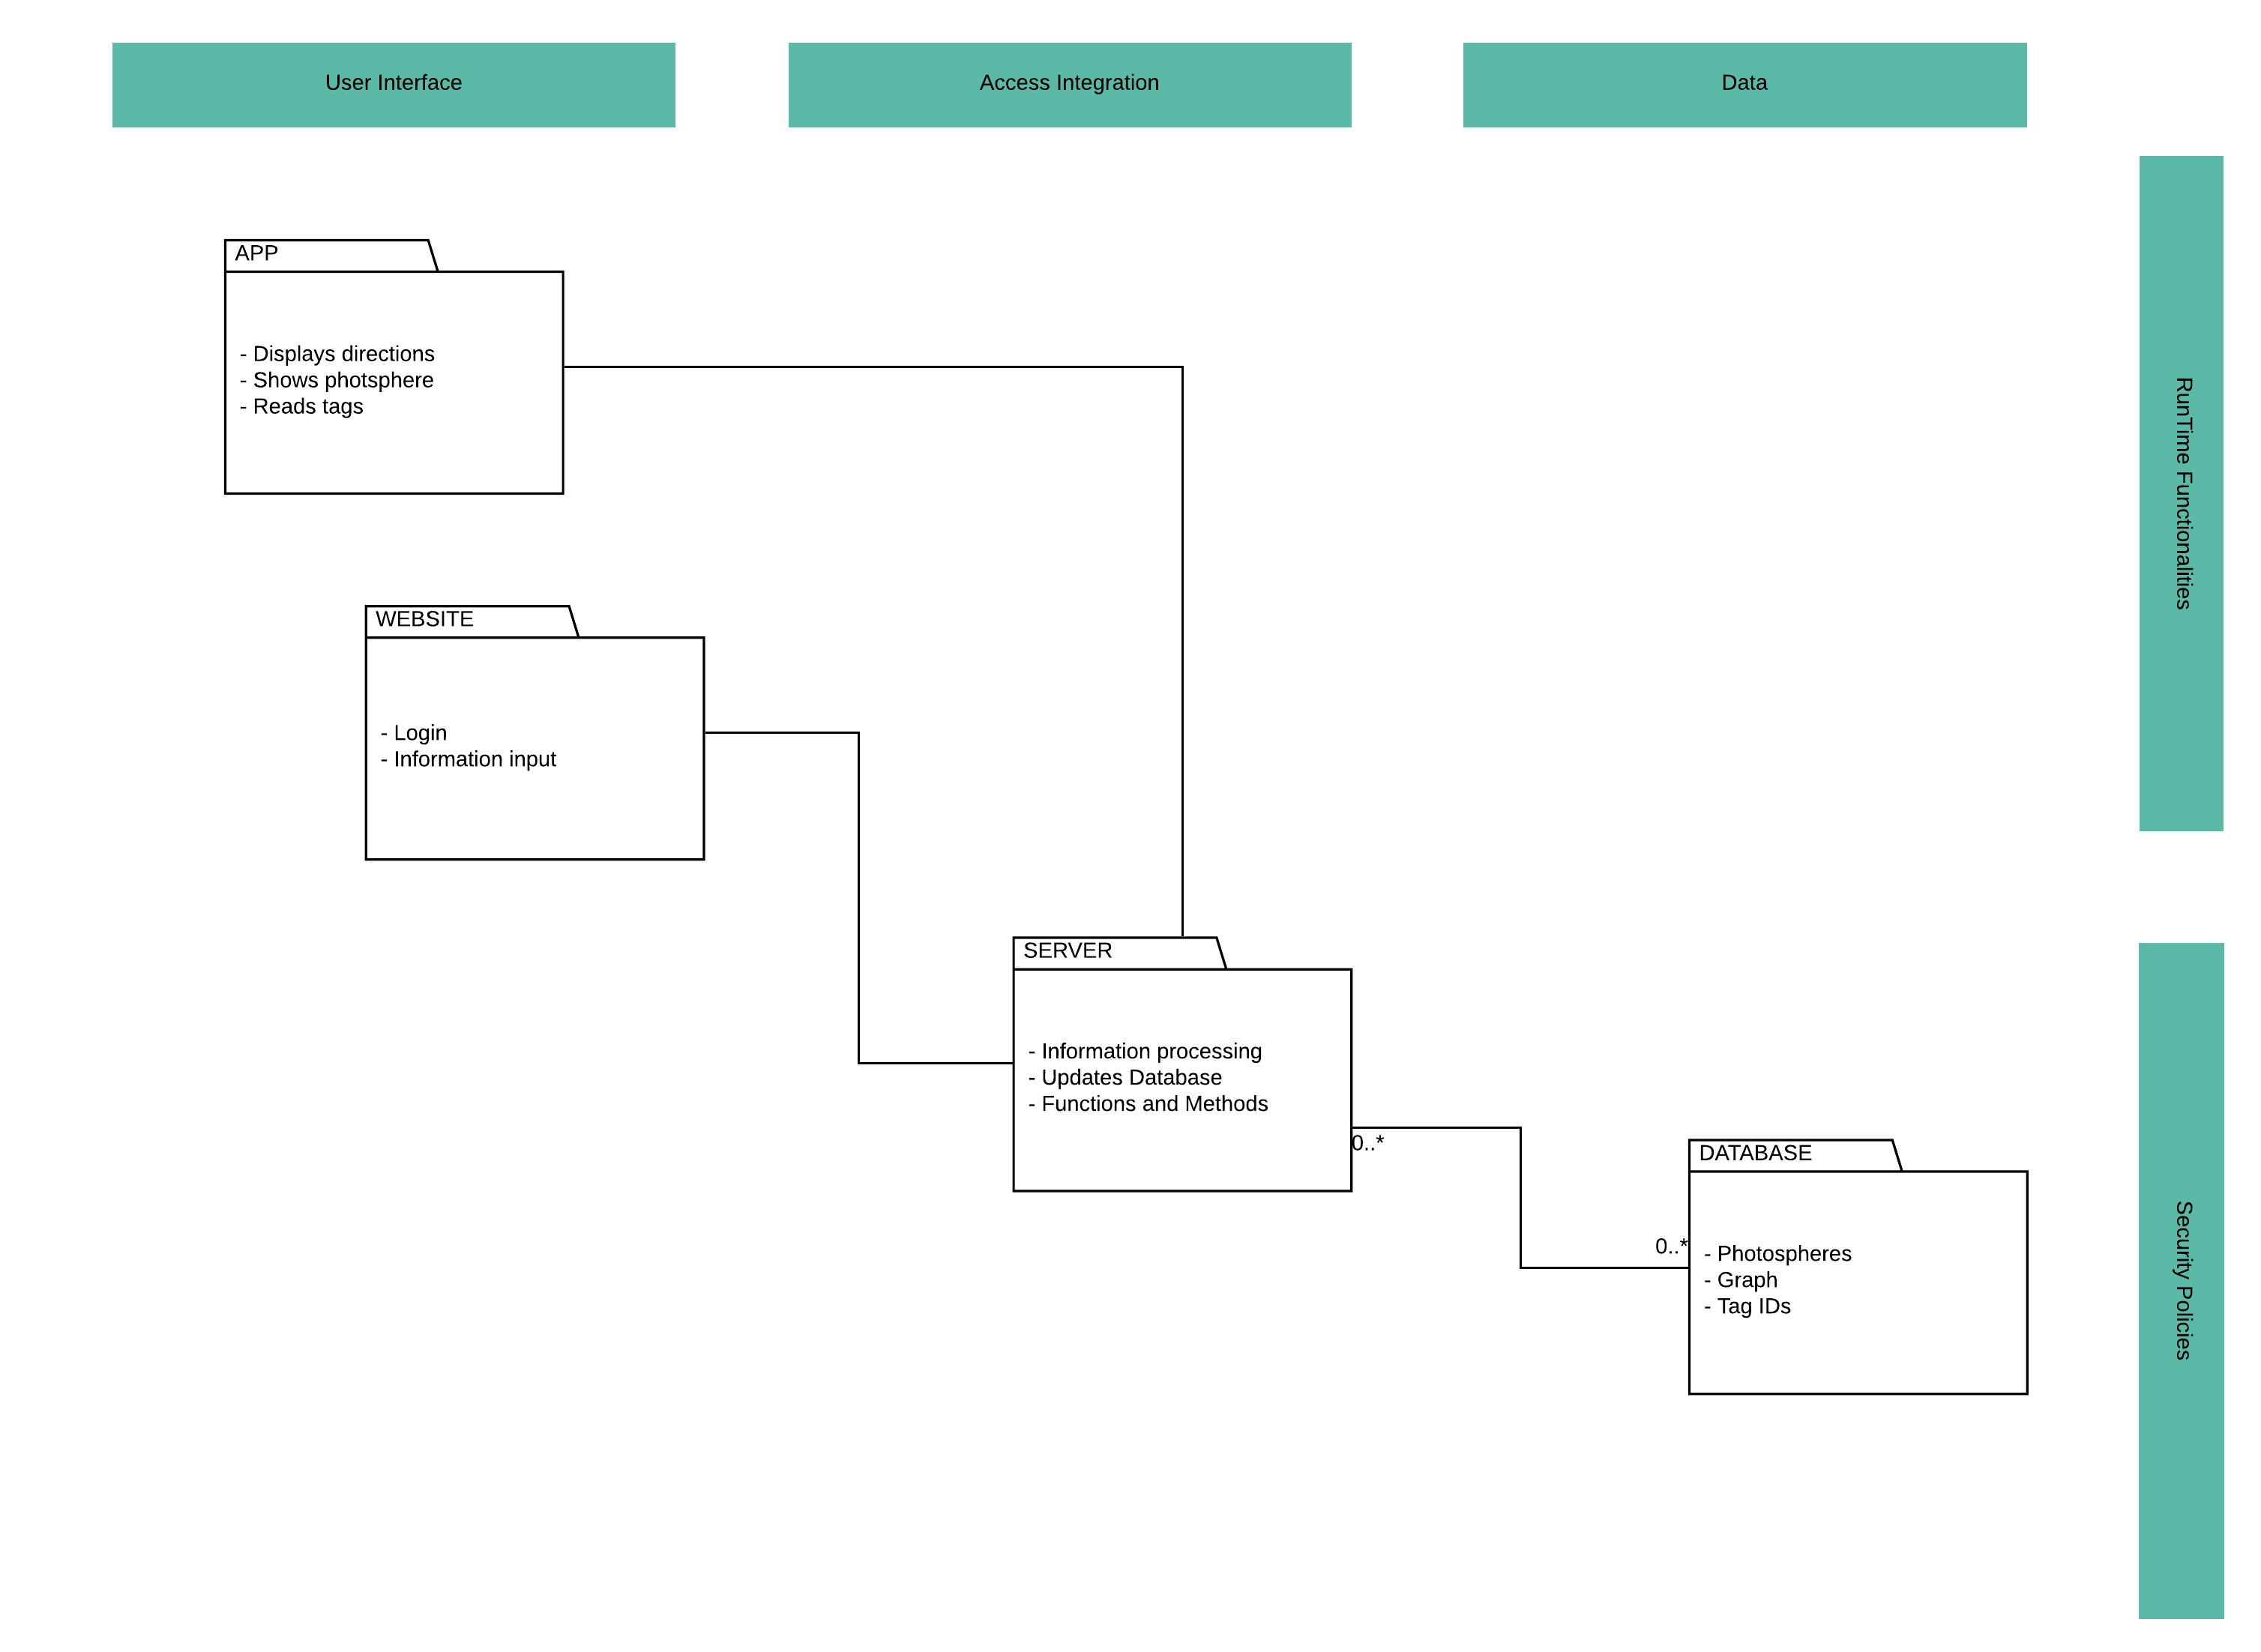 User Interface
Access Integration
Data
RunTime Functionalities
APP
- Displays directions
- Shows photsphere
- Reads tags
WEBSITE
- Login
- Information input
SERVER
- Information processing
- Updates Database
- Functions and Methods
0..*
0..*
DATABASE
- Photospheres
- Graph
- Tag IDs
Security Policies